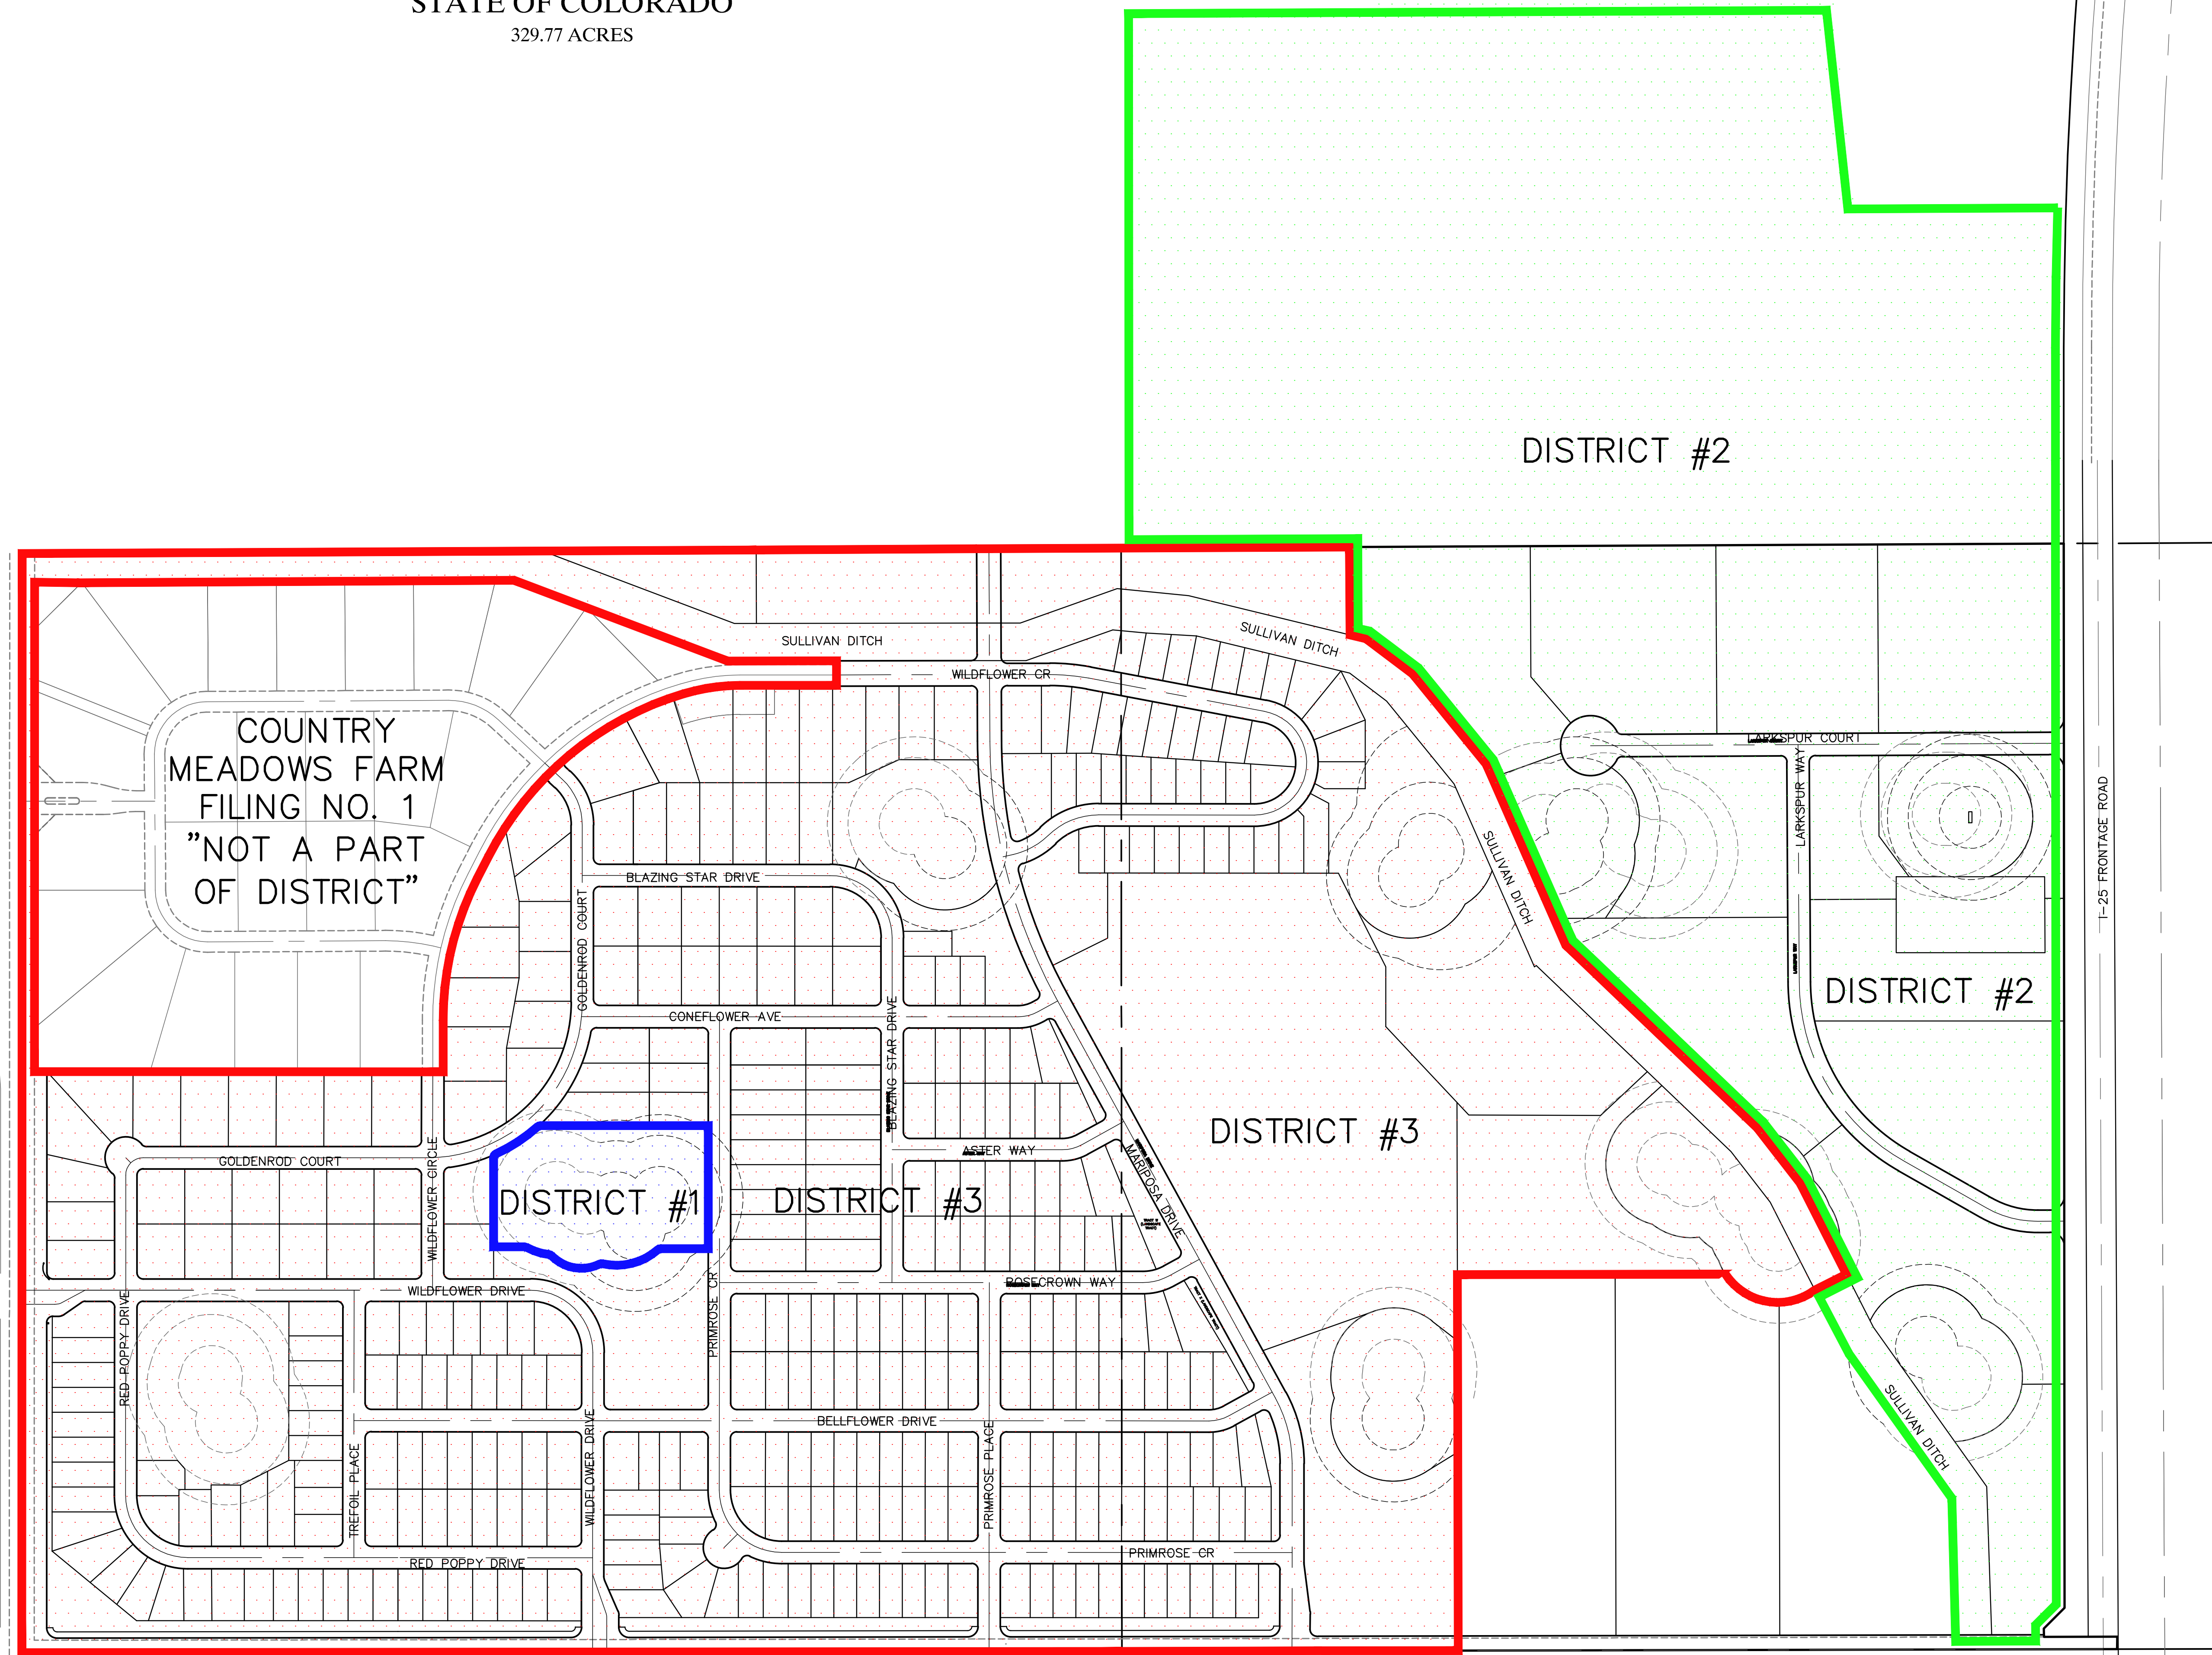 STATE OF COLORADO
329.77 ACRES
DISTRICT #2
SULLIVAN DITCH
SULLIVAN DITCH
WILDFLOWER CR
COUNTRY
MEADOWS FARM
FILING NO. 1
"NOT A PART
OF DISTRICT"
LARKSPUR COURT
LARKSPUR WAY
I-25 FRONTAGE ROAD
BLAZING STAR DRIVE
GOLDENROD COURT
SULLIVAN DITCH
LARKSPUR WAY
DISTRICT #2
CONEFLOWER AVE
BLAZING STAR DRIVE
DISTRICT #3
GOLDENROD COURT
WILDFLOWER CIRCLE
ASTER WAY
MARIPOSA DRIVE
DISTRICT #1
DISTRICT #3
WILDFLOWER DRIVE
ROSECROWN WAY
RED POPPY DRIVE
PRIMROSE CR
BELLFLOWER DRIVE
SULLIVAN DITCH
TREFOIL PLACE
WILDFLOWER DRIVE
PRIMROSE PLACE
RED POPPY DRIVE
PRIMROSE CR